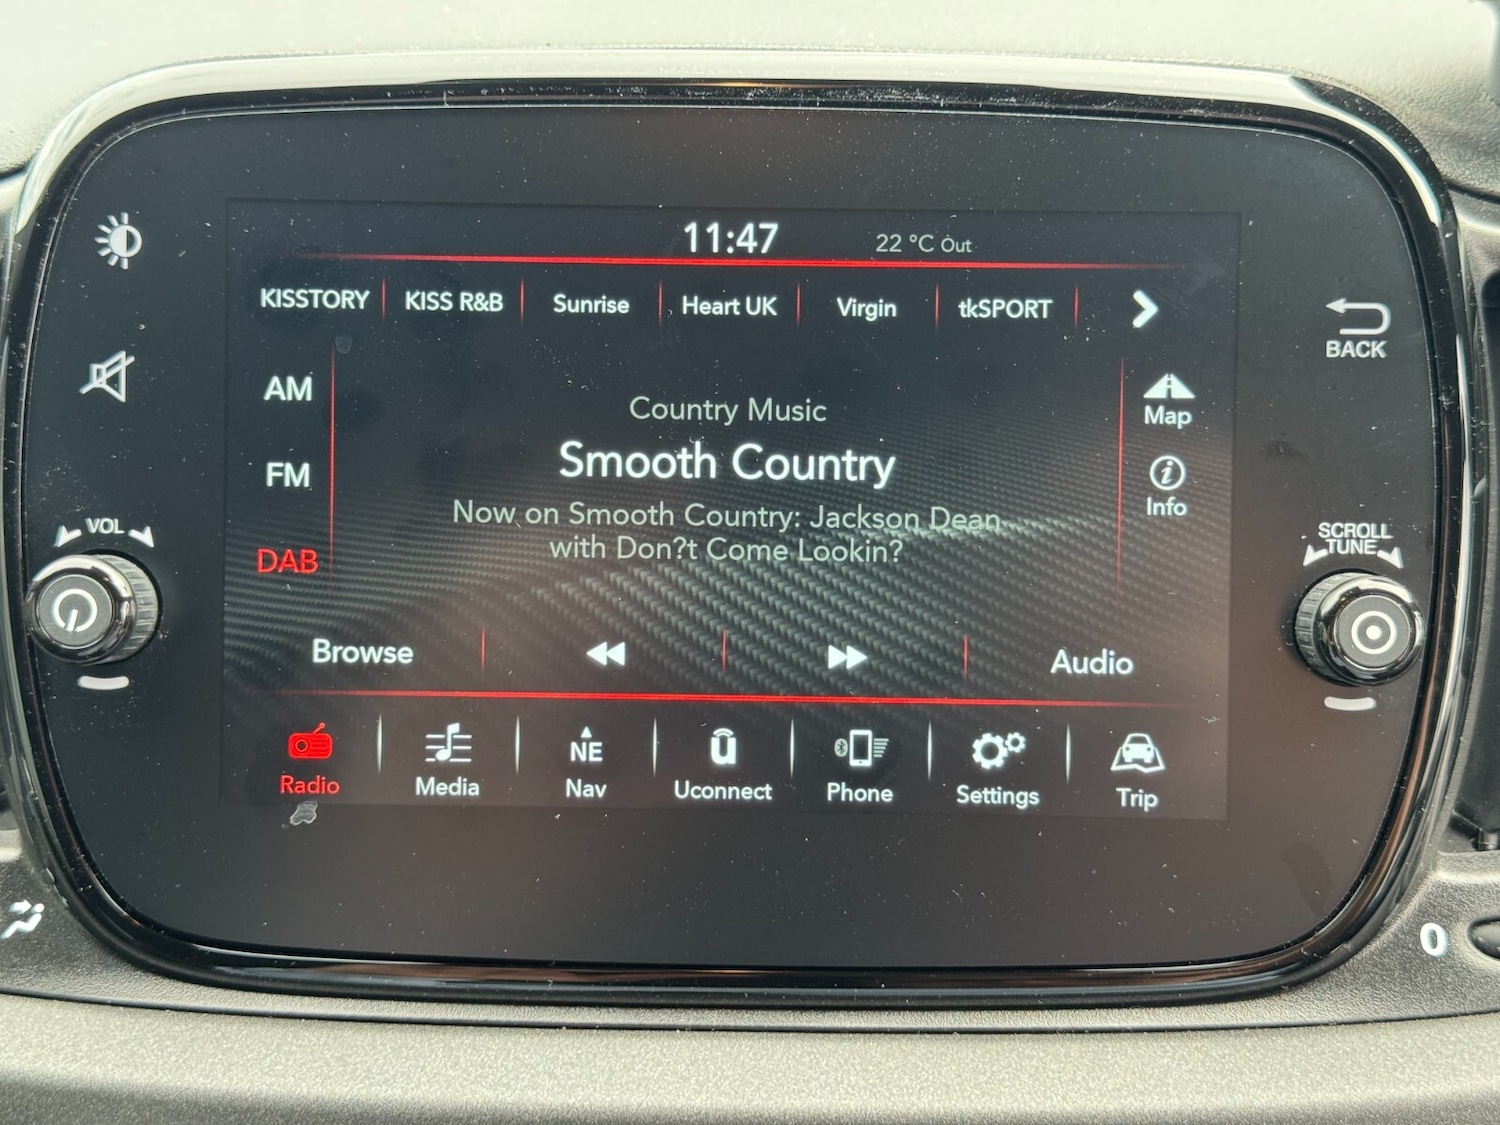 11:47 22 °C Out
KISSTORY KISS R&B Sunrise Heart UK Virgin tkSPORT
AM
Country Music
Map
Smooth Country
FM
Info
Now on Smooth Country: Jackson Dean
with Don?t Come Lookin?
DAB
Browse Audio
NE
Radio Media Nav Uconnect Phone Settings Trip
VOL
BACK
SCROLL
TUNE
0